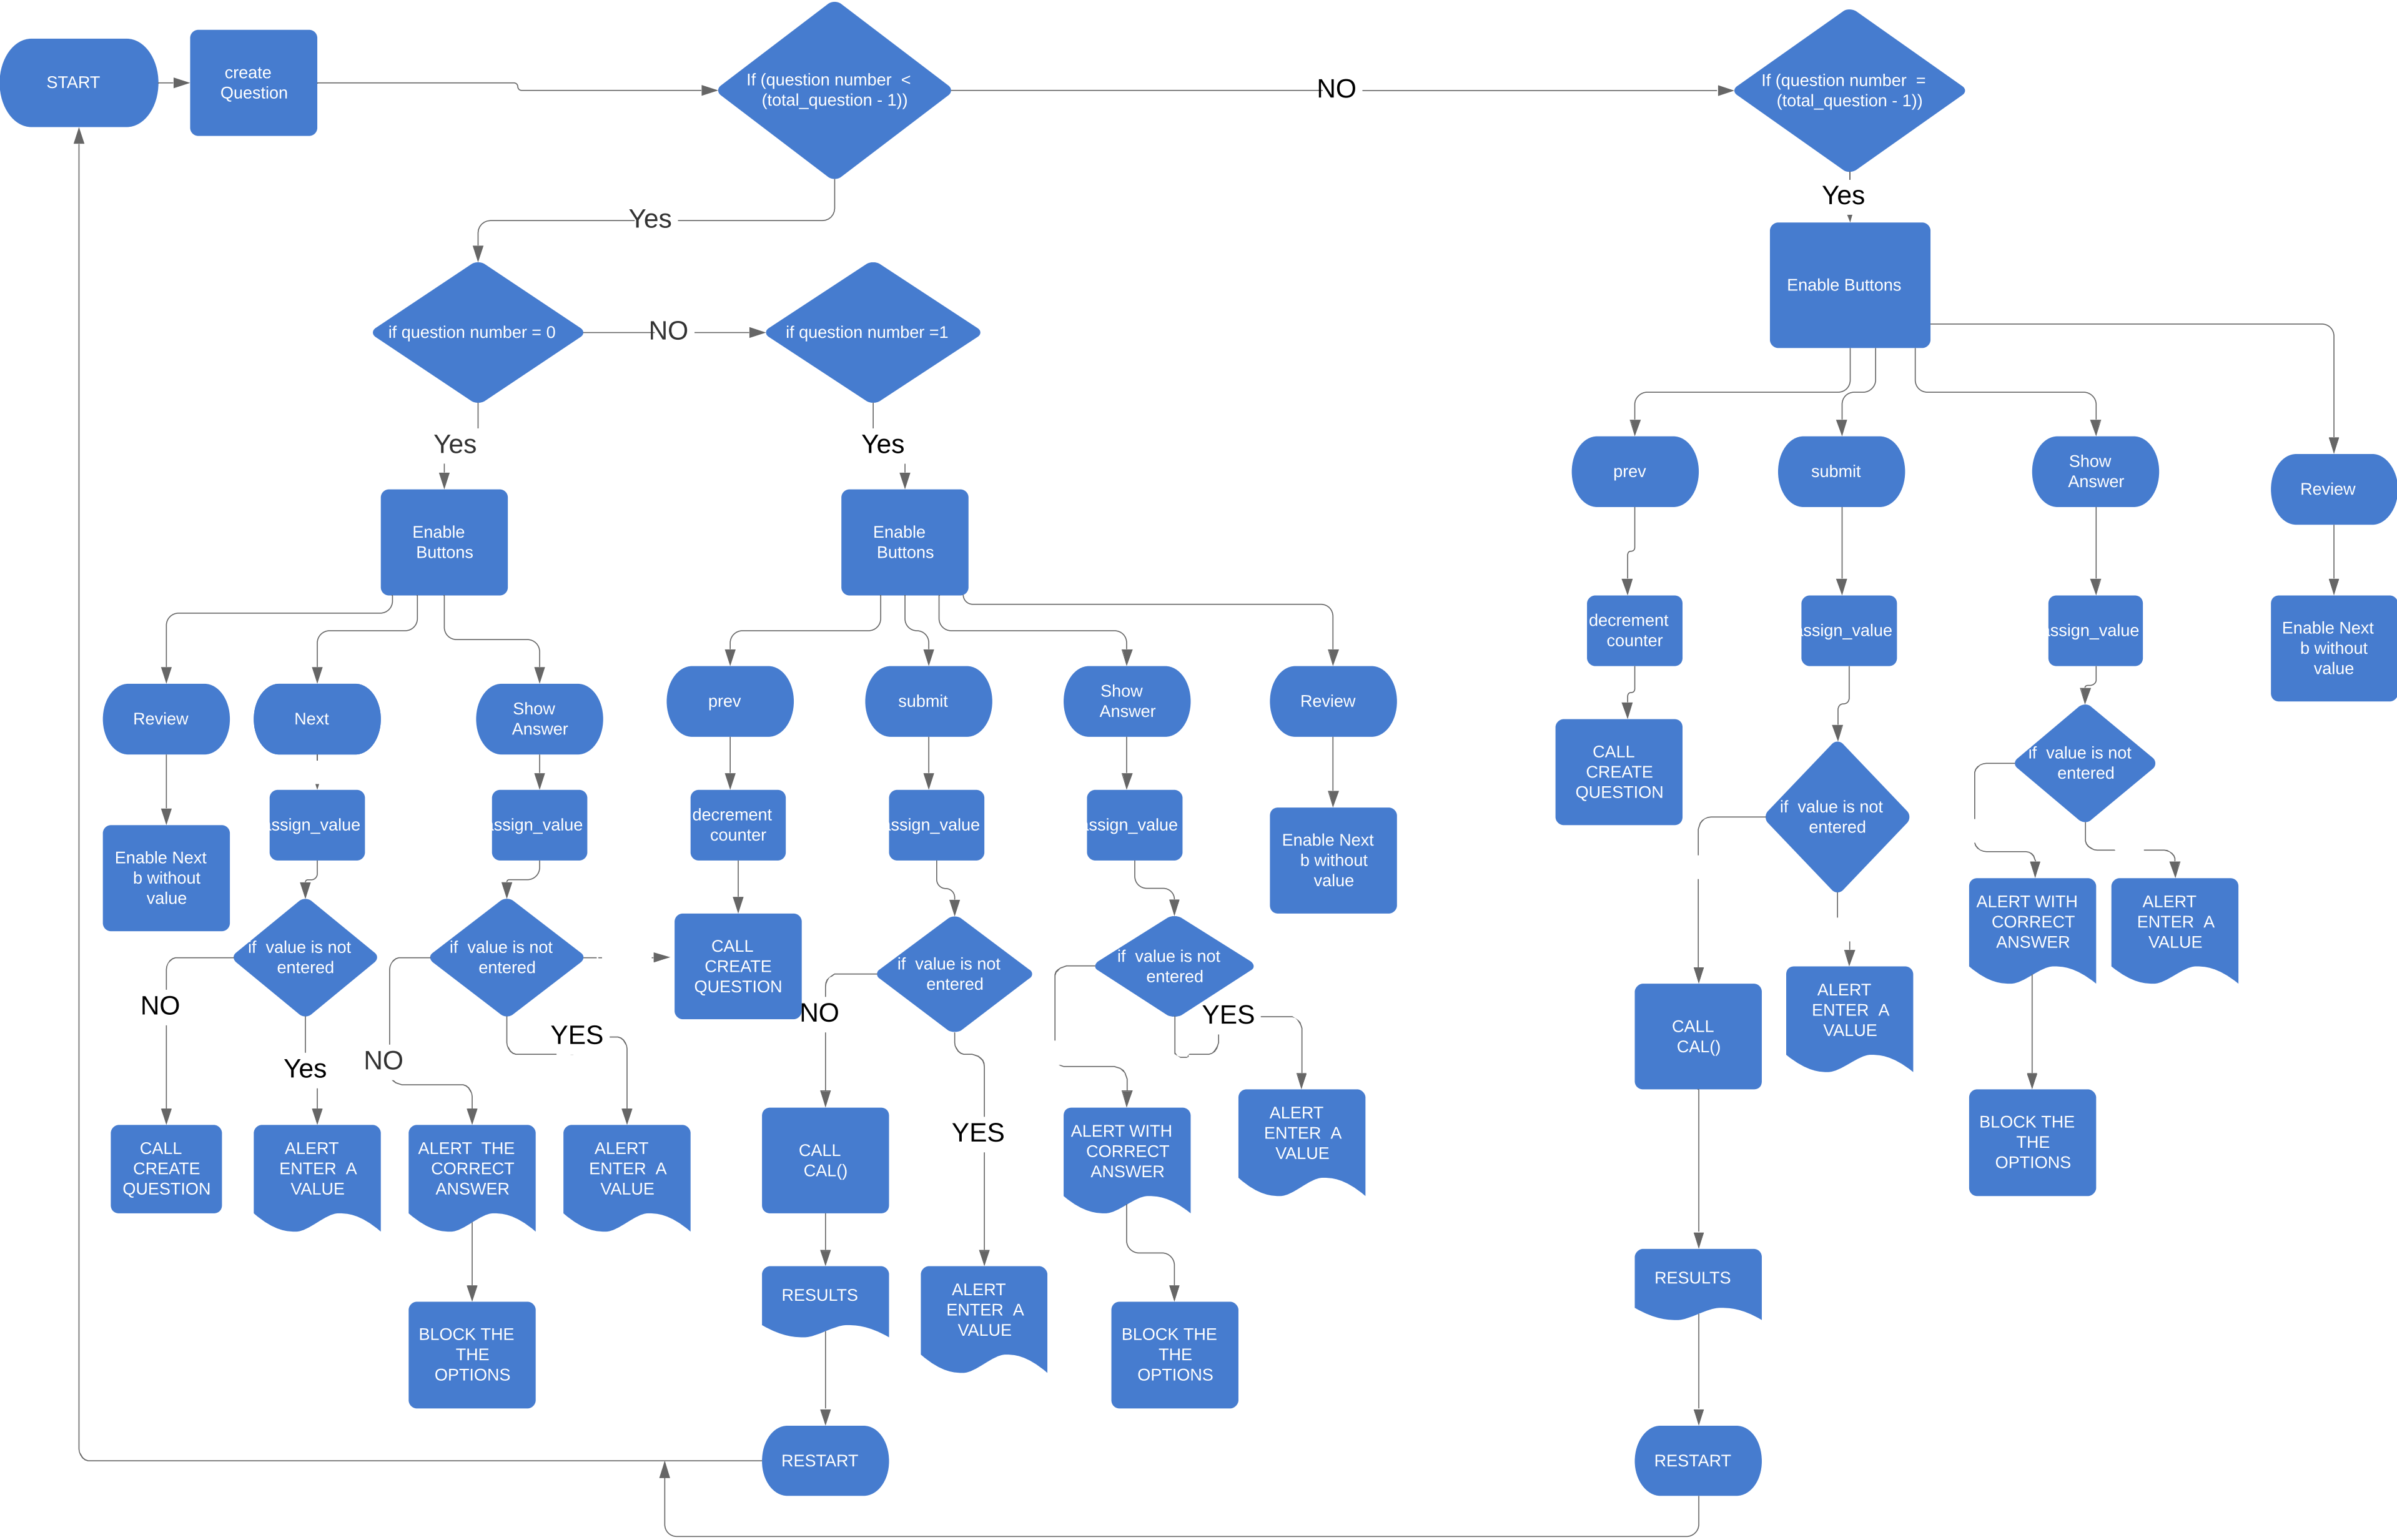 START
create
Question
If (question number <
(total_question - 1))
NO
If (question number =
(total_question - 1))
Yes
Yes
if question number = 0
NO
if question number =1
Enable Buttons
Yes
Yes
Enable
Buttons
Enable
Buttons
prev
submit
Show
Answer
Review
decrement
counter
assign_value
assign_value
Enable Next
b without
value
Review
Next
Show
Answer
prev
submit
Show
Answer
Review
CALL
CREATE
QUESTION
if value is not
entered
if value is not
entered
assign_value
assign_value
decrement
counter
assign_value
assign_value
Enable Next
b without
value
Enable Next
b without
value
if value is not
entered
if value is not
entered
CALL
CREATE
QUESTION
if value is not
entered
if value is not
entered
ALERT WITH
CORRECT
ANSWER
ALERT
ENTER A
VALUE
NO
Yes
NO
YES
NO
YES
YES
CALL
CAL()
ALERT
ENTER A
VALUE
CALL
CREATE
QUESTION
ALERT
ENTER A
VALUE
ALERT THE
CORRECT
ANSWER
ALERT
ENTER A
VALUE
CALL
CAL()
ALERT WITH
CORRECT
ANSWER
ALERT
ENTER A
VALUE
BLOCK THE
THE
OPTIONS
RESULTS
ALERT
ENTER A
VALUE
RESULTS
BLOCK THE
THE
OPTIONS
BLOCK THE
THE
OPTIONS
RESTART
RESTART